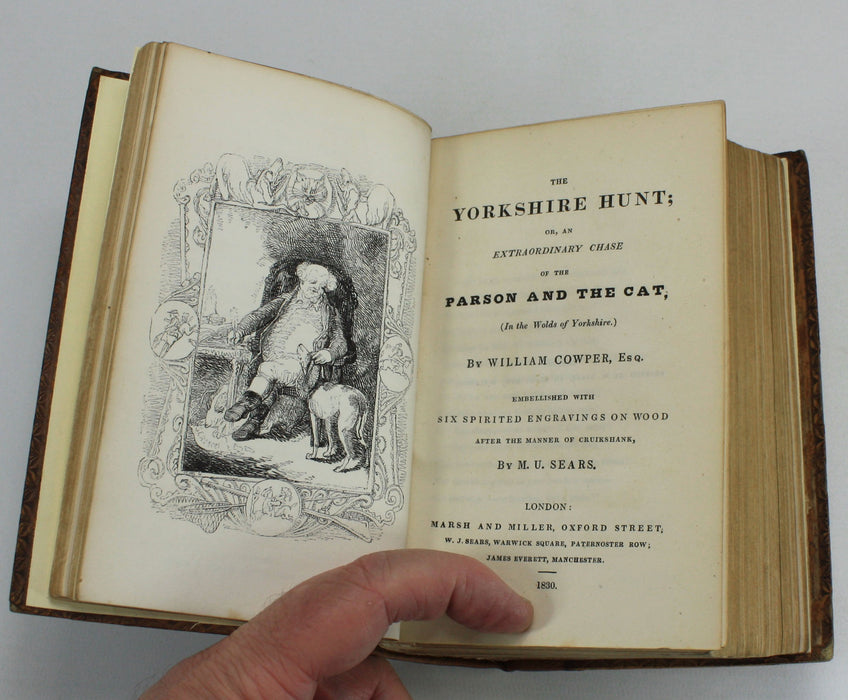 THE
YORKSHIRE HUNT;
OR, AN
EXTRAORDINARY CHASE
OF THE
PARSON AND THE CAT,
(In the Wolds of Yorkshire.)
BY WILLIAM COWPER, ESQ.
EMBELLISHED WITH
SIX SPIRITED ENGRAVINGS ON WOOD
AFTER THE MANNER OF CRUIKSHANK,
BY M. U. SEARS.
LONDON:
MARSH AND MILLER, OXFORD STREET;
W. J. SEARS, WARWICK SQUARE, PATERNOSTER ROW;
JAMES EVERETT, MANCHESTER.
1830.